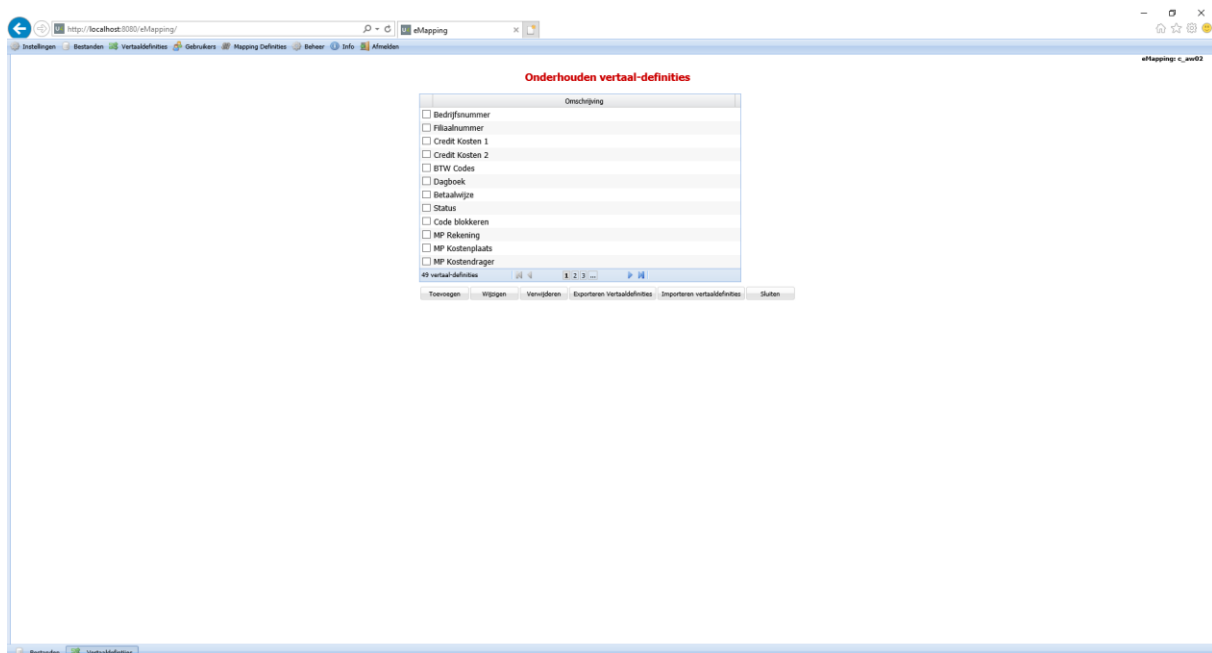 http://localhost:8080/eMapping/
eMapping
Instellingen Bestanden Vertaaldefinities Gebruikers Mapping Definities Beheer Info Afmelden
eMapping: c_aw02
Onderhouden vertaal-definities
Omschrijving
Bedrijfsnummer
Filiaalnummer
Credit Kosten 1
Credit Kosten 2
BTW Codes
Dagboek
Betaalwijze
Status
Code blokkeren
MP Rekening
MP Kostenplaats
MP Kostendrager
49 vertaal-definities 1 2 3 ...
Toevoegen Wijzigen Verwijderen Exporteren Vertaaldefinities Importeren vertaaldefinities Sluiten
Bestanden Vertaaldefinities